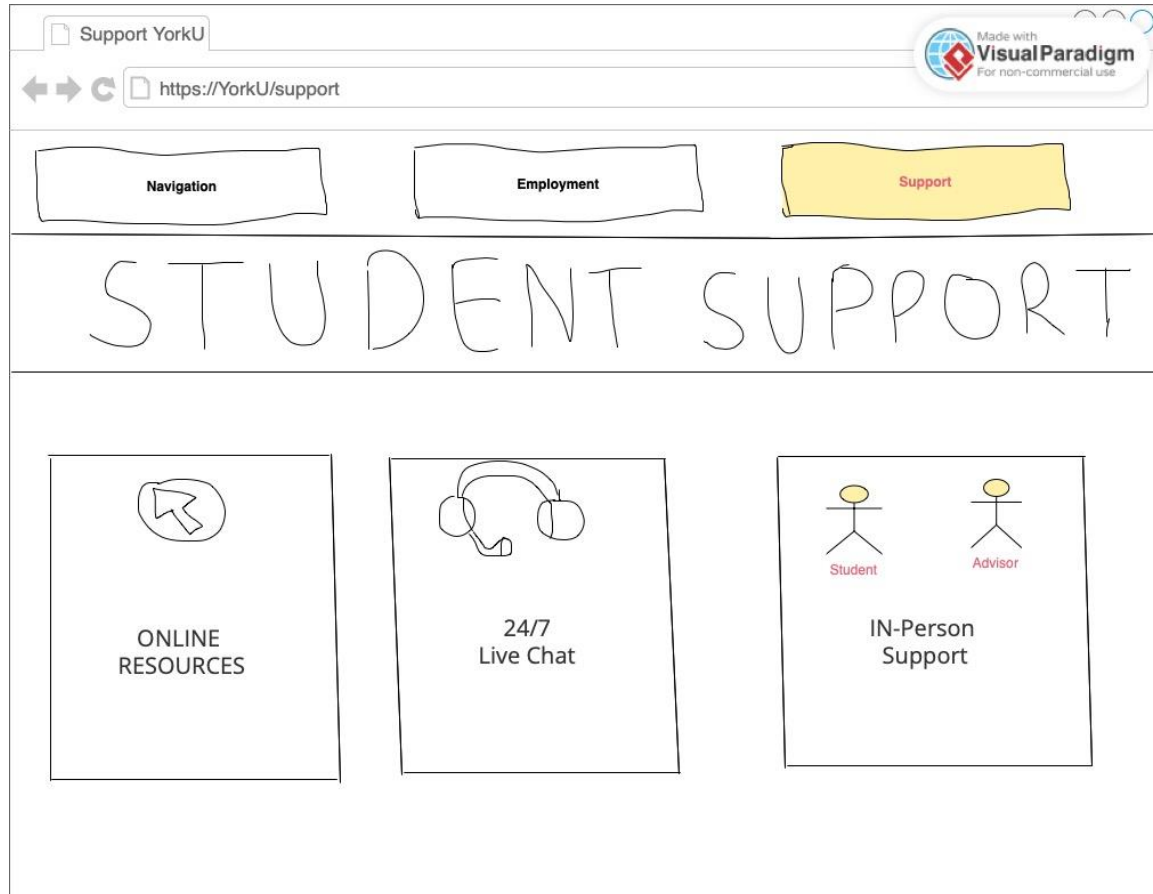 Support YorkU
Made with
Visual Paradigm
For non-commercial use
https://YorkU/support
Navigation
Employment
Support
STUDENT SUPPORT
ONLINE
RESOURCES
24/7
Live Chat
Student
Advisor
IN-Person
Support